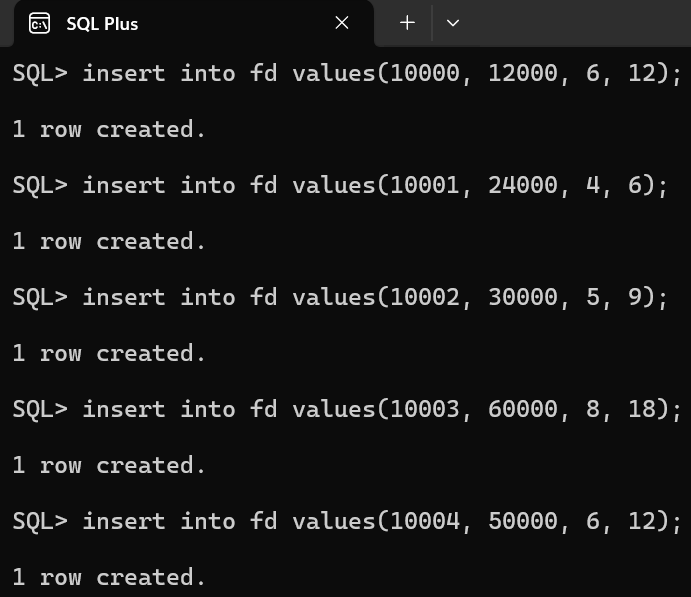 SQL Plus
SQL> insert into fd values(10000, 12000, 6, 12);
1 row created.
SQL> insert into fd values(10001, 24000, 4, 6);
1 row created.
SQL> insert into fd values(10002, 30000, 5, 9);
1 row created.
SQL> insert into fd values(10003, 60000, 8, 18);
1 row created.
SQL> insert into fd values(10004, 50000, 6, 12);
1 row created.